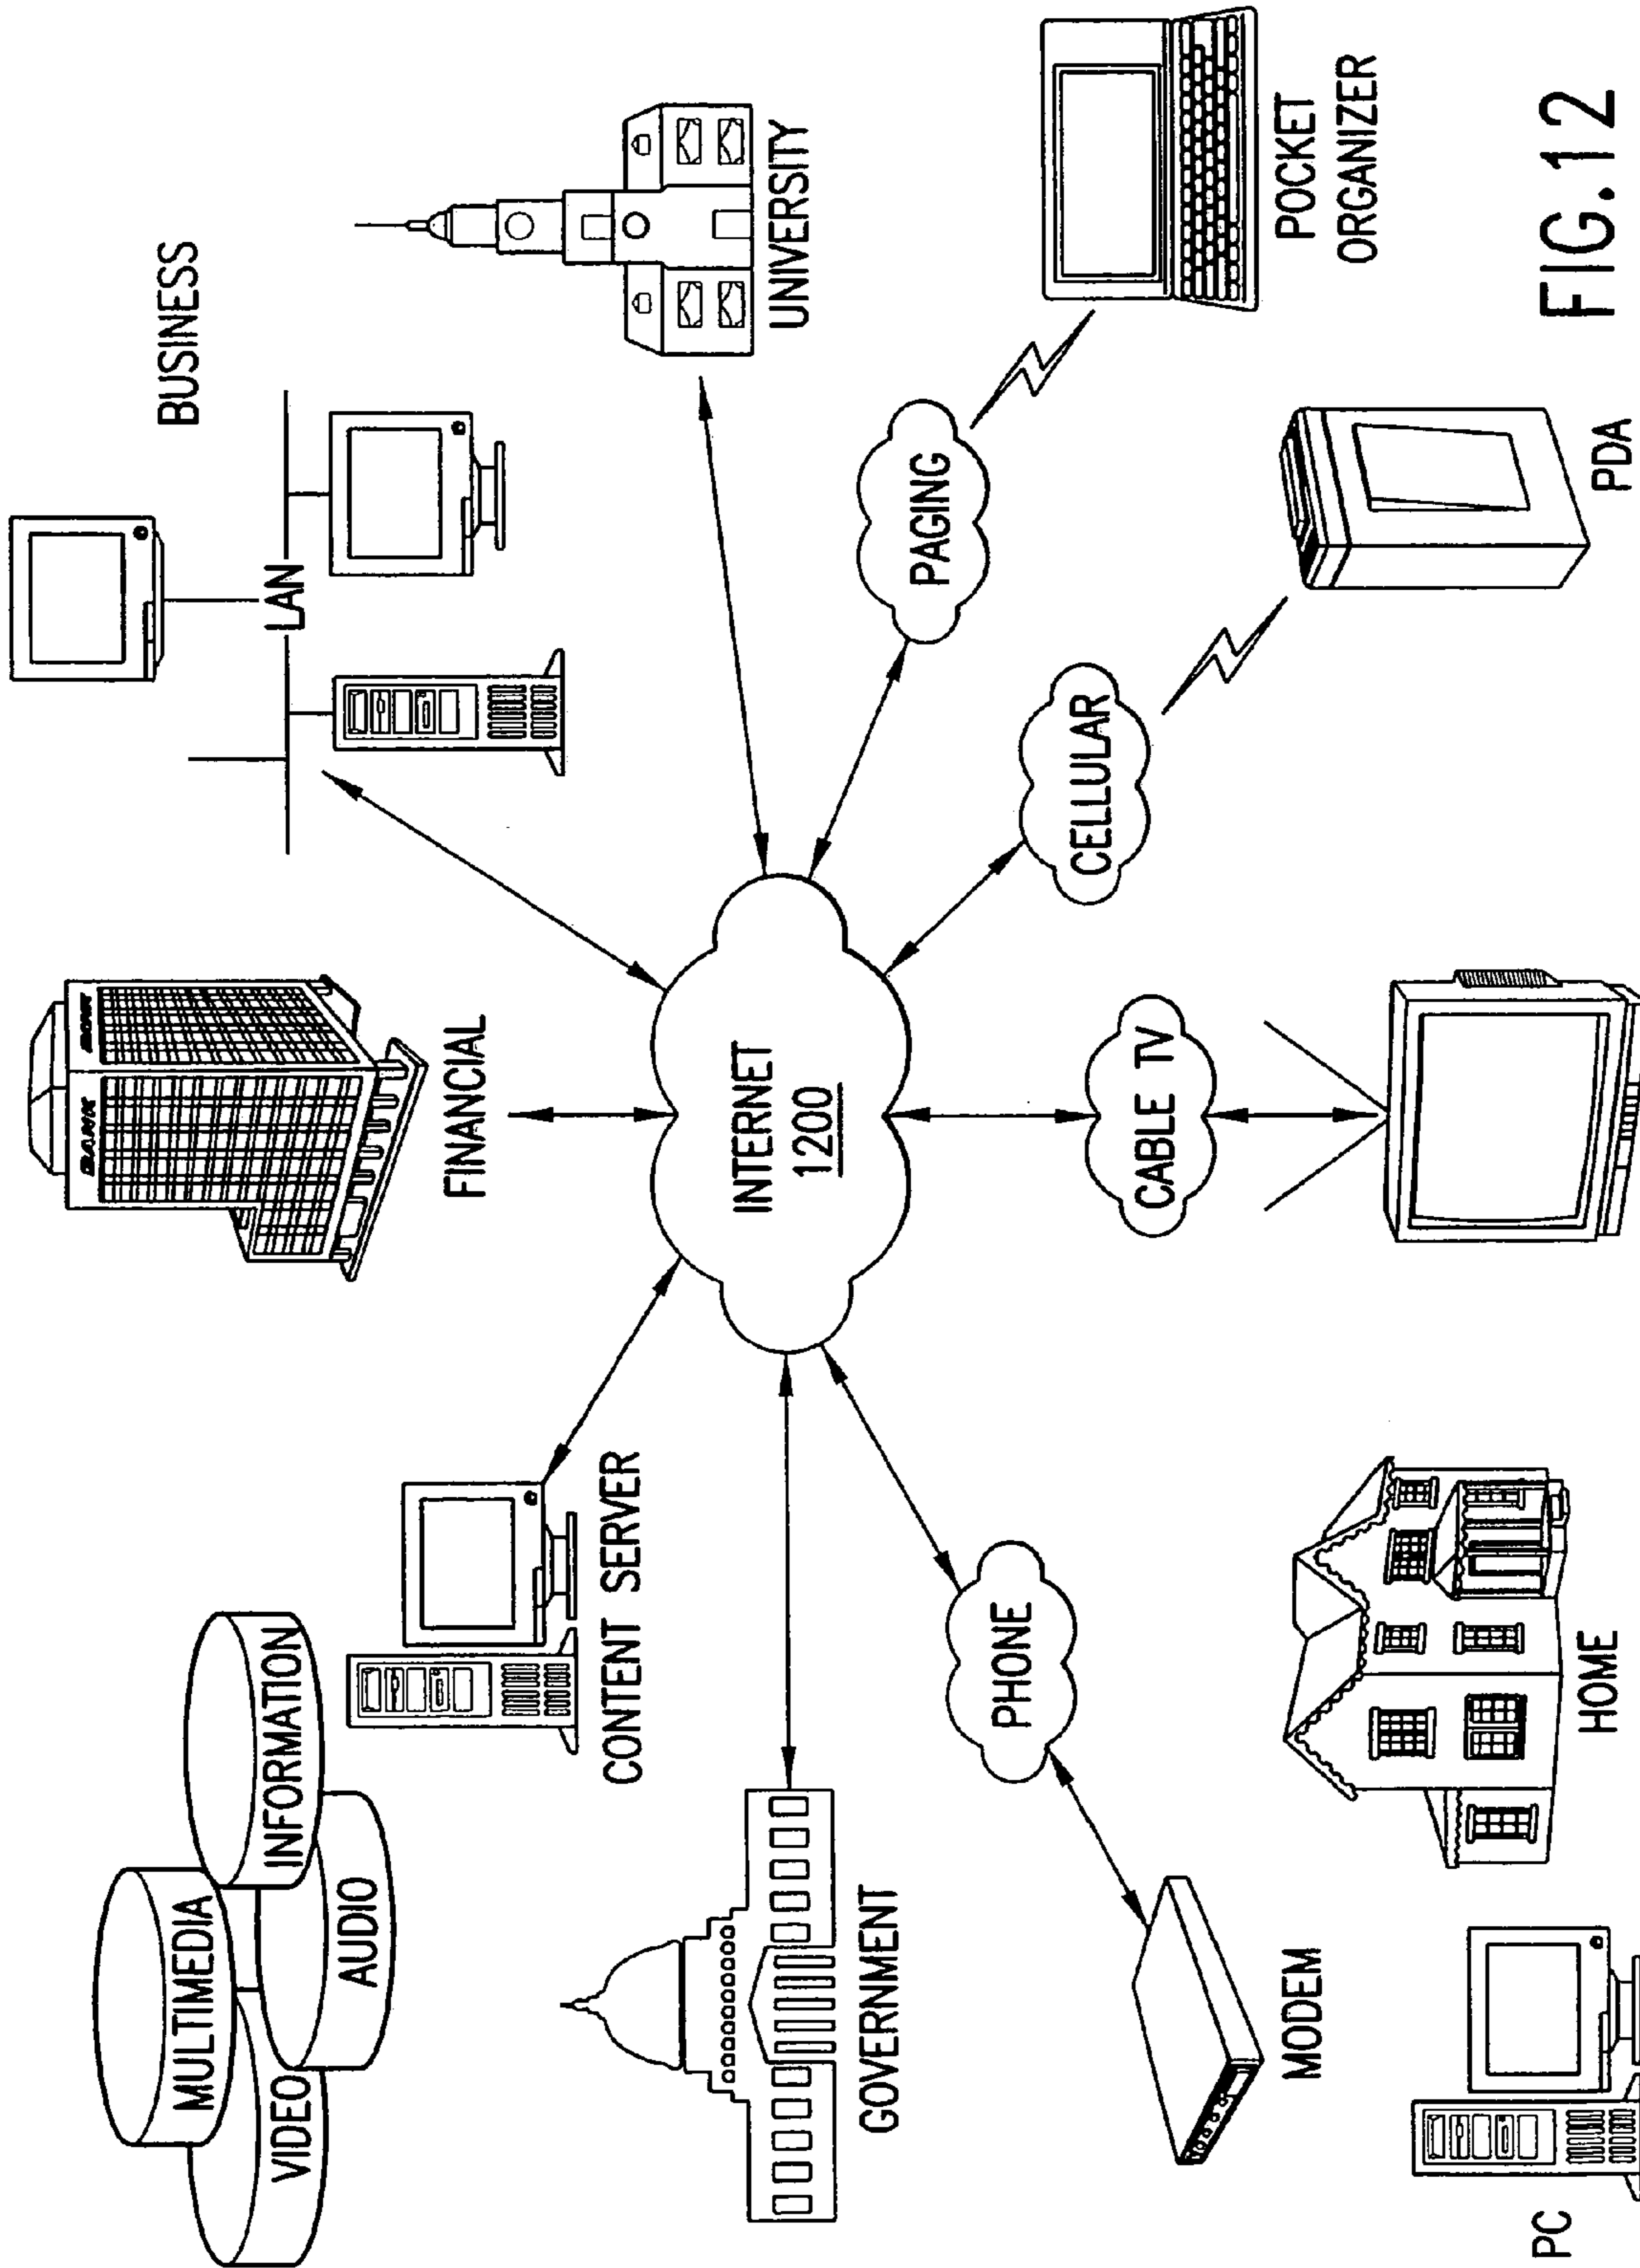 MULTIMEDIA
VIDEO
INFORMATION
AUDIO
CONTENT SERVER
BANK
BANK
FINANCIAL
BUSINESS
LAN
GOVERNMENT
INTERNET
1200
UNIVERSITY
PHONE
CABLE TV
CELLULAR
PAGING
MODEM
PC
HOME
PDA
POCKET
ORGANIZER
FIG.12